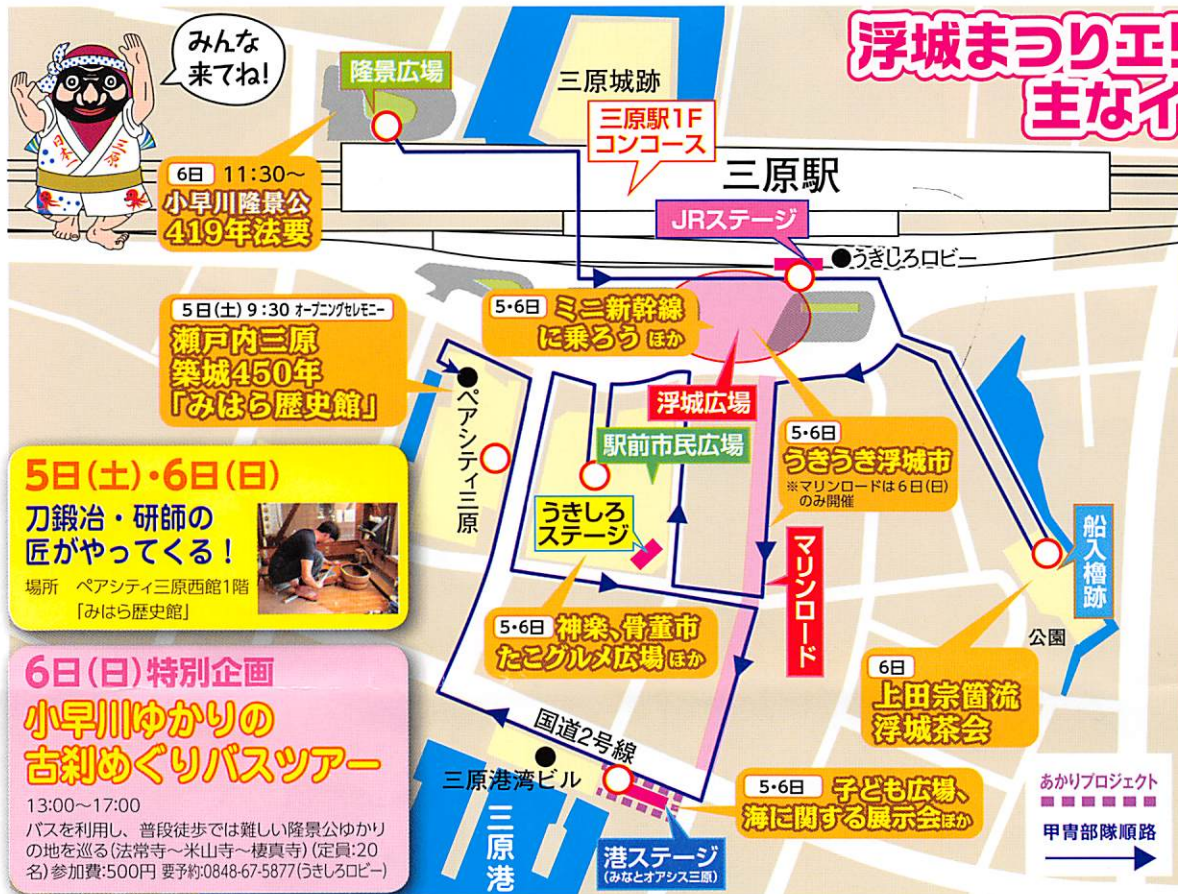 みんな
来てね!
日本一
三原
隆景広場
三原城跡
浮城まつりエリ
主なイ
三原駅1F
コンコース
三原駅
6日 11:30～
小早川隆景公
419年法要
JRステージ
うきしろロビー
5日(土)9:30 オープニングセレモニー
瀬戸内三原
築城450年
「みはら歴史館」
5・6日 ミニ新幹線
に乗ろう ほか
浮城広場
ペアシティ三原
駅前市民広場
5・6日
うきうき浮城市
※マリンロードは6日(日)
のみ開催
うきしろ
ステージ
マリンロード
船入櫓跡
公園
5日(土)・6日(日)
刀鍛冶・研師の
匠がやってくる!
場所 ペアシティ三原西館1階
「みはら歴史館」
5・6日 神楽、骨董市
たこグルメ広場 ほか
6日
上田宗箇流
浮城茶会
6日(日)特別企画
小早川ゆかりの
古刹めぐりバスツアー
13:00～17:00
バスを利用し、普段徒歩では難しい隆景公ゆかり
の地を巡る(法常寺～米山寺～棲真寺)(定員:20
名)参加費:500円 要予約:0848-67-5877(うきしろロビー)
国道2号線
三原港湾ビル
三原港
5・6日 子ども広場、
海に関する展示会ほか
港ステージ
(みなとオアシス三原)
あかりプロジェクト
甲冑部隊順路